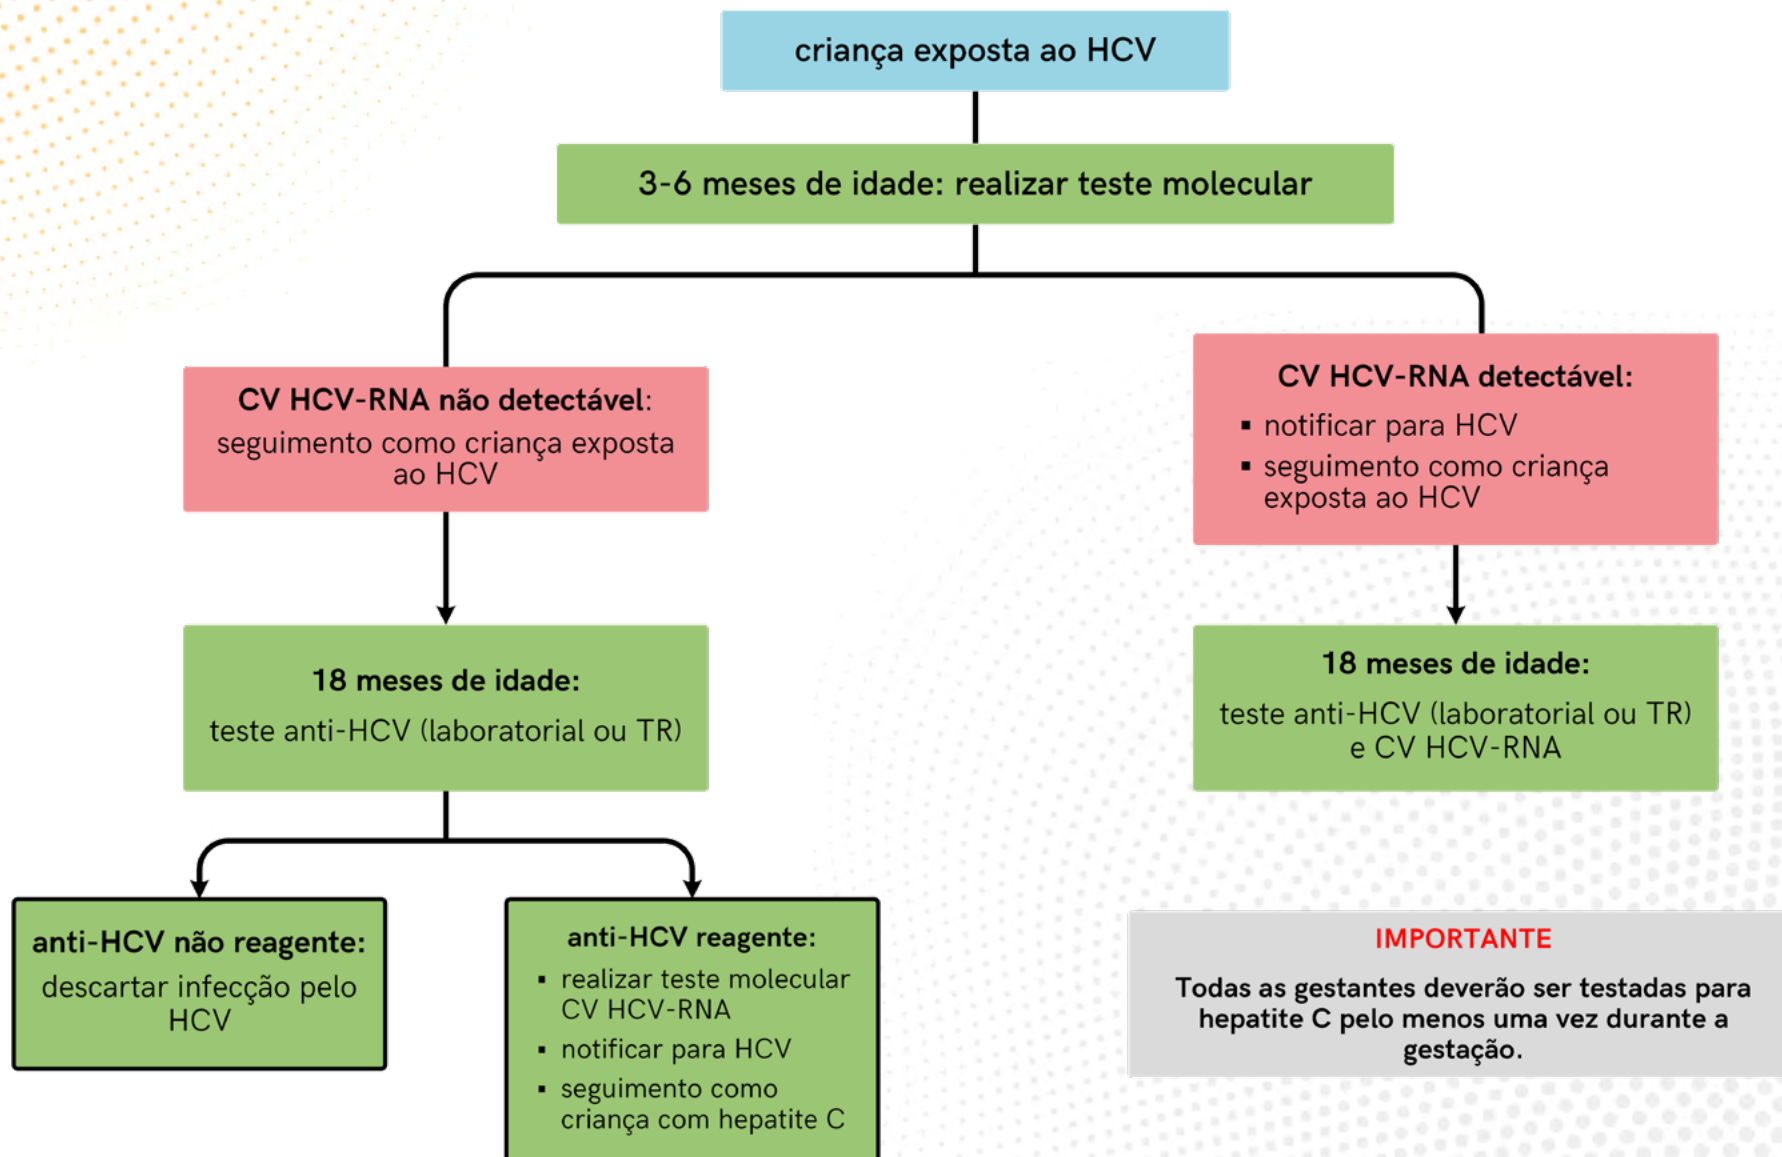 criança exposta ao HCV
3-6 meses de idade: realizar teste molecular
CV HCV-RNA não detectável:
seguimento como criança exposta
ao HCV
CV HCV-RNA detectável:
▪ notificar para HCV
▪ seguimento como criança
exposta ao HCV
18 meses de idade:
teste anti-HCV (laboratorial ou TR)
18 meses de idade:
teste anti-HCV (laboratorial ou TR)
e CV HCV-RNA
anti-HCV não reagente:
descartar infecção pelo
HCV
anti-HCV reagente:
▪ realizar teste molecular
CV HCV-RNA
▪ notificar para HCV
▪ seguimento como
criança com hepatite C
IMPORTANTE
Todas as gestantes deverão ser testadas para
hepatite C pelo menos uma vez durante a
gestação.